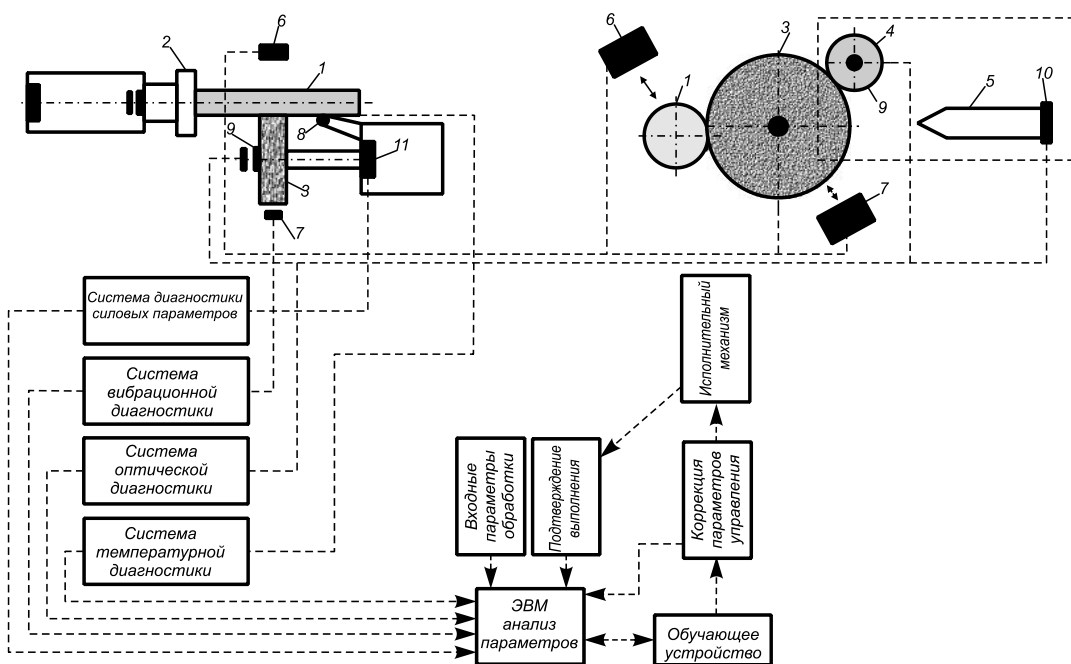 6
2
1
9
8
11
3
7
6
3
4
1
9
5
10
7
Система диагностики
силовых параметров
Система
вибрационной
диагностики
Система
оптической
диагностики
Система
температурной
диагностики
Входные
параметры
обработки
Подтверждение
выполнения
Исполнительный
механизм
Коррекция
параметров
управления
ЭВМ
анализ
параметров
Обучающее
устройство